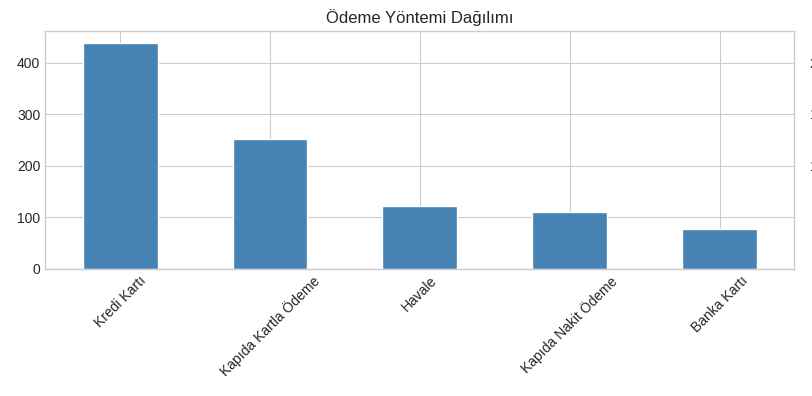 Ödeme Yöntemi Dağılımı
400
300
200
100
0
Kredi Kartı
Kapıda Kartla Ödeme
Havale
Kapıda Nakit Ödeme
Banka Kartı